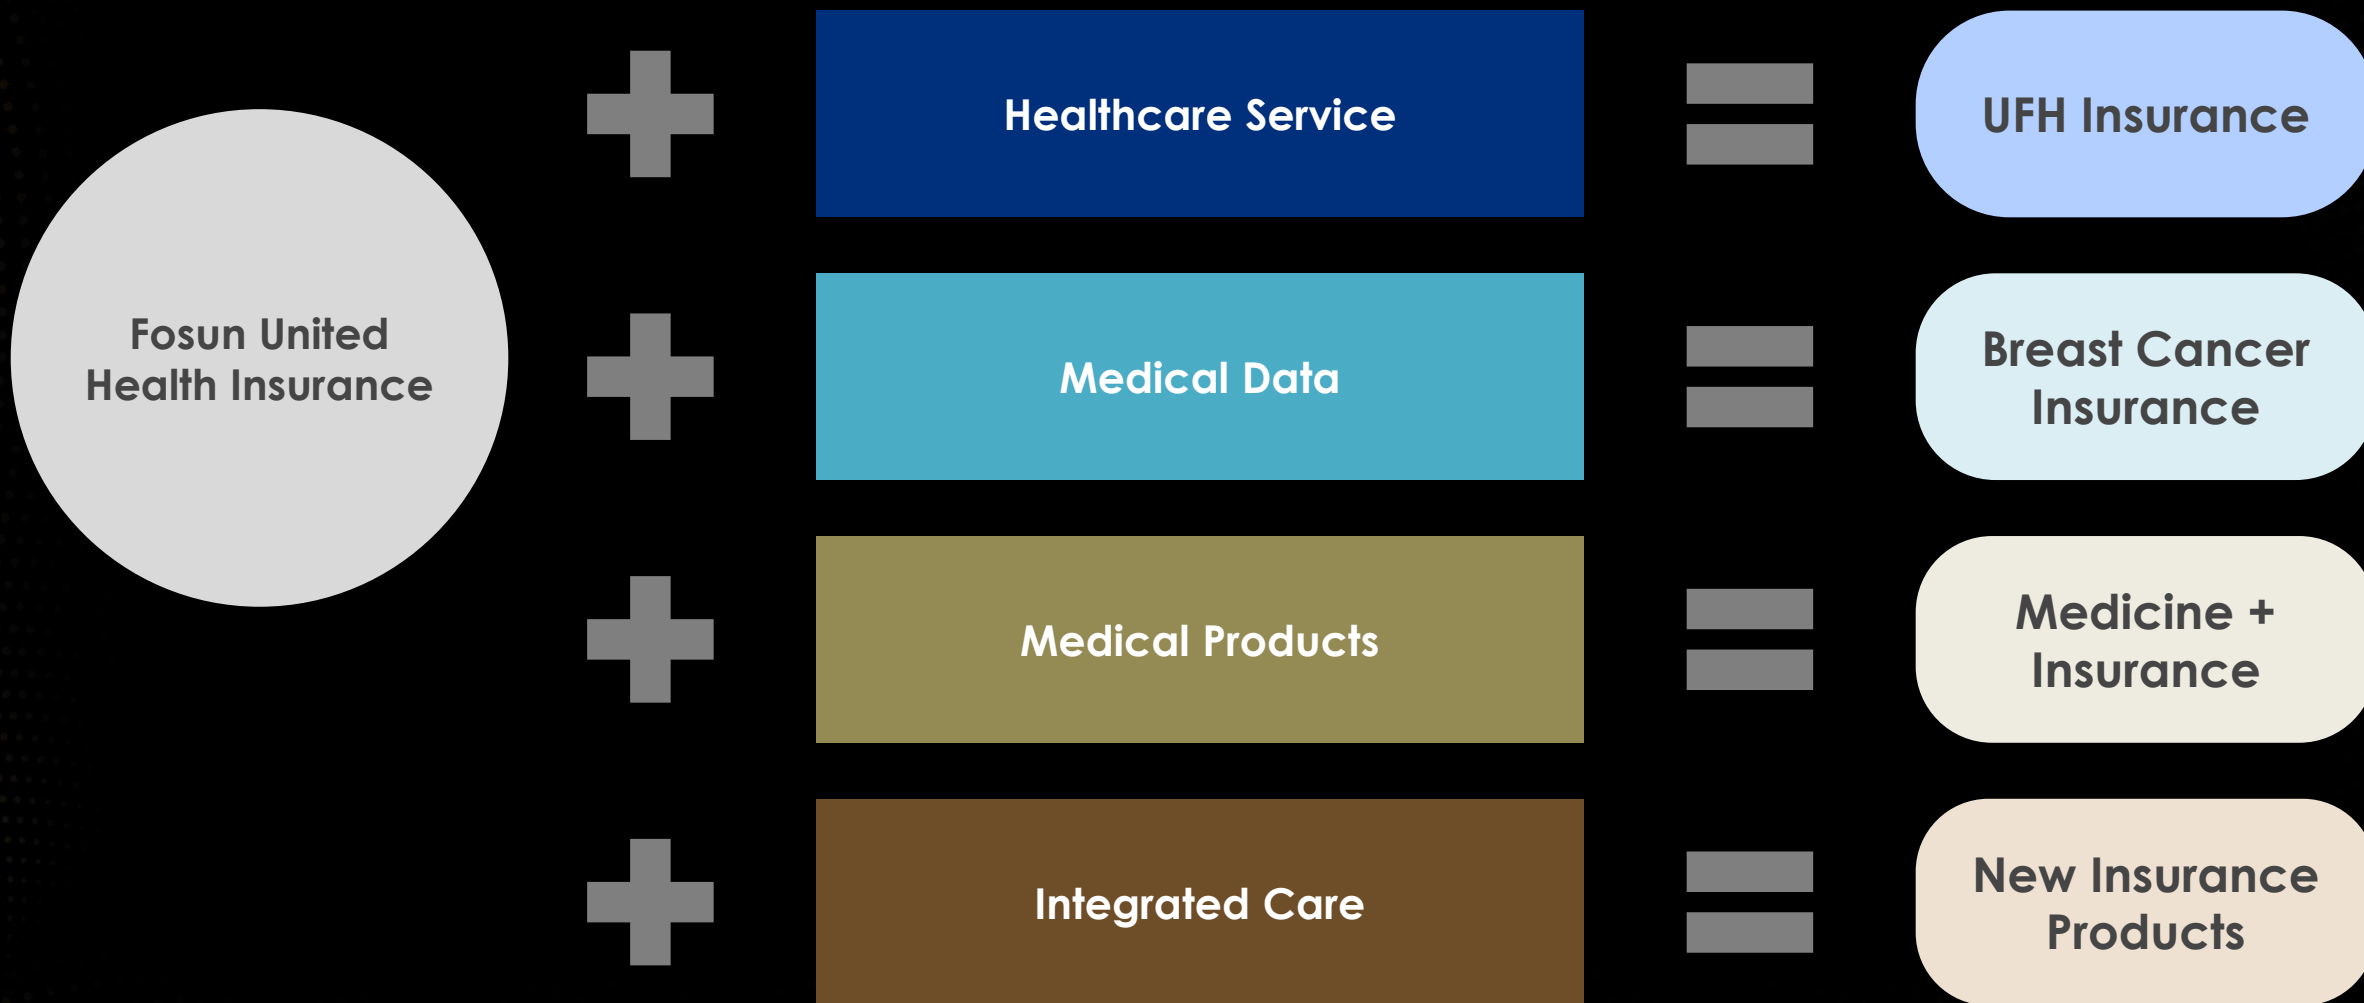 Fosun United
Health Insurance
Healthcare Service
UFH Insurance
Medical Data
Breast Cancer
Insurance
Medical Products
Medicine +
Insurance
Integrated Care
New Insurance
Products